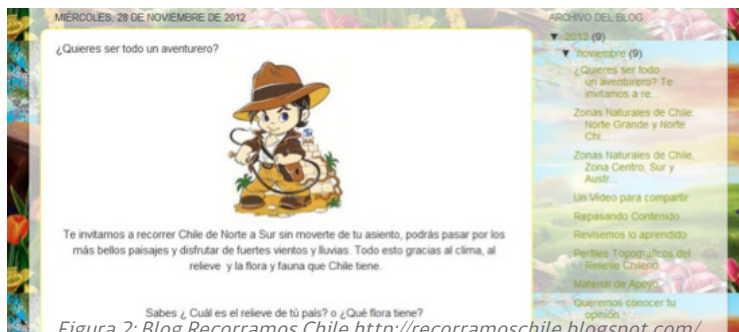 MIÉRCOLES, 28 DE NOVIEMBRE DE 2012
¿Quieres ser todo un aventurero?
Te invitamos a recorrer Chile de Norte a Sur sin moverte de tu asiento, podrás pasar por los
más bellos paisajes y disfrutar de fuertes vientos y lluvias. Todo esto gracias al clima, al
relieve y la flora y fauna que Chile tiene.
Sabes ¿ Cuál es el relieve de tú país? o ¿Qué flora tiene?
ARCHIVO DEL BLOG
▼ 2012 (9)
▼ noviembre (9)
¿Quieres ser todo
un aventurero? Te
invitamos a re...
Zonas Naturales de Chile:
Norte Grande y Norte
Chi...
Zonas Naturales de Chile,
Zona Centro, Sur y
Austr...
Un Video para compartir
Repasando Contenido
Revisemos lo aprendido
Perfiles Topográficos del
Relieve Chileno
Material de Apoyo
Queremos conocer tu
opinión
Figura 2: Blog Recorramos Chile http://recorramoschile.blogspot.com/